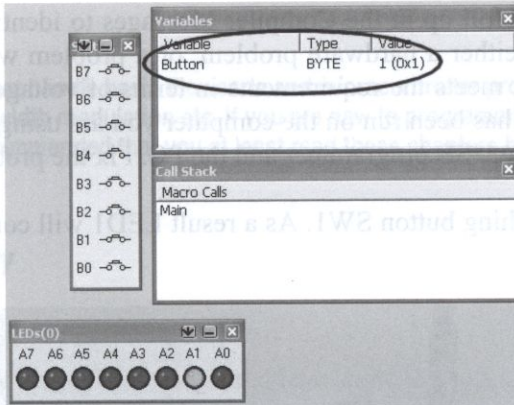 Variables
Variable Type Value
Button BYTE 1 (0x1)
B7
B6
B5
B4
B3
B2
B1
B0
Call Stack
Macro Calls
Main
LEDs(0)
A7 A6 A5 A4 A3 A2 A1 A0